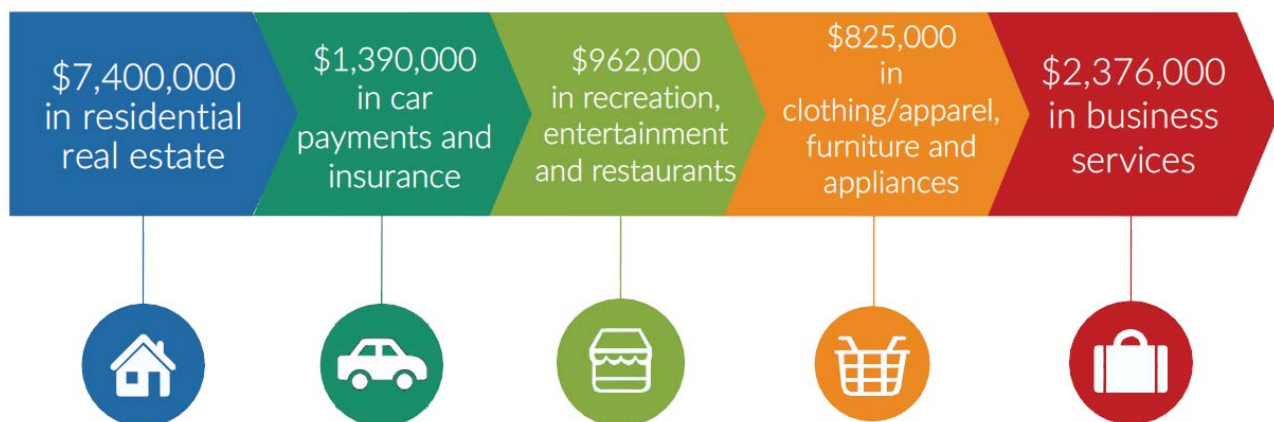 $7,400,000
in residential
real estate
$1,390,000
in car
payments and
insurance
$962,000
in recreation,
entertainment
and restaurants
$825,000
in
clothing/apparel,
furniture and
appliances
$2,376,000
in business
services